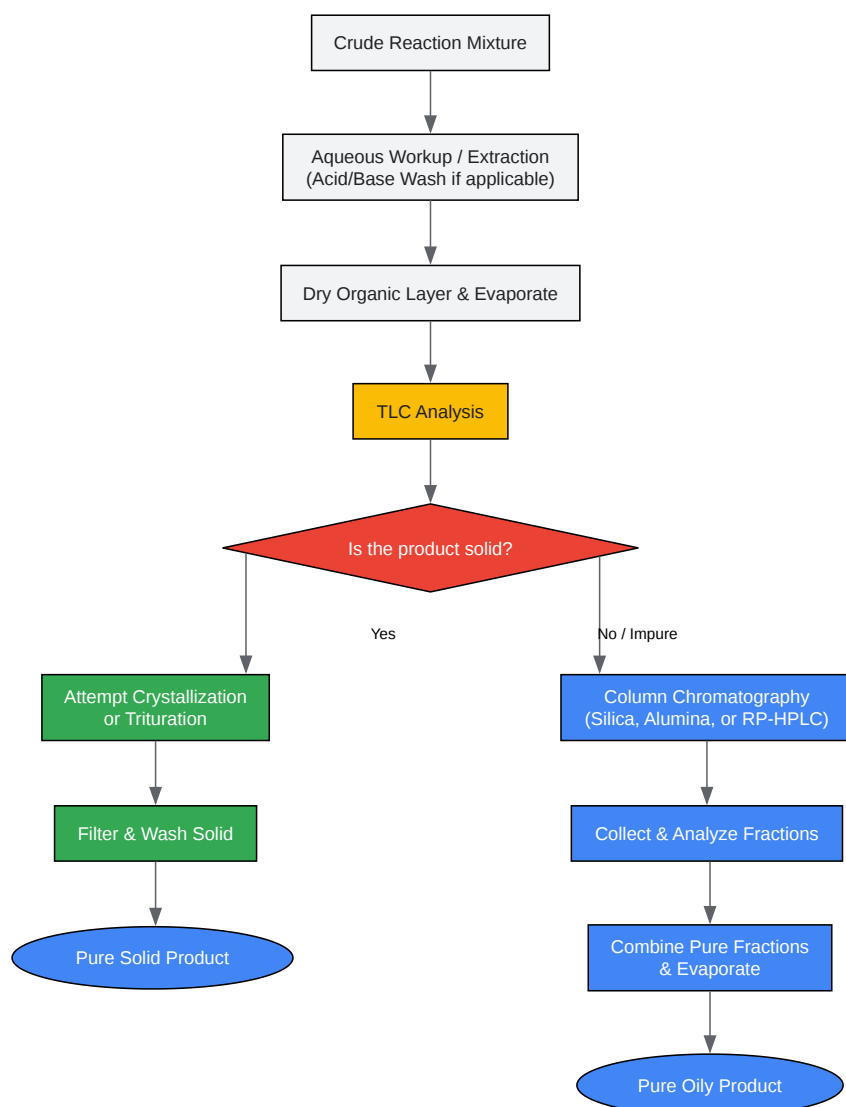 Crude Reaction Mixture
Aqueous Workup / Extraction
(Acid/Base Wash if applicable)
Dry Organic Layer & Evaporate
TLC Analysis
Is the product solid?
Yes
No / Impure
Attempt Crystallization
or Trituration
Column Chromatography
(Silica, Alumina, or RP-HPLC)
Filter & Wash Solid
Collect & Analyze Fractions
Pure Solid Product
Combine Pure Fractions
& Evaporate
Pure Oily Product